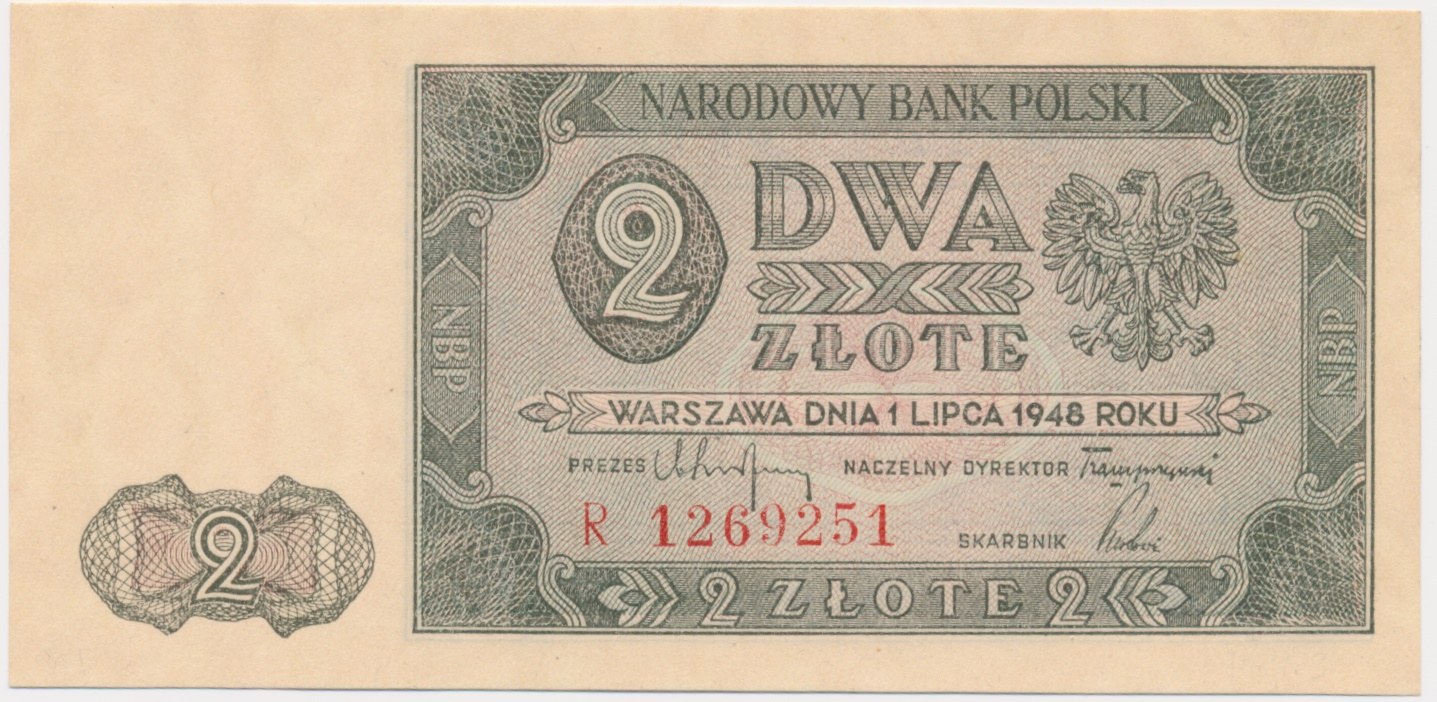 NARODOWY BANK POLSKI
2
DWA
ZŁOTE
NBP
NBP
WARSZAWA DNIA 1 LIPCA 1948 ROKU
PREZES NACZELNY DYREKTOR
R 1269251
SKARBNIK
2
2 ZŁOTE 2